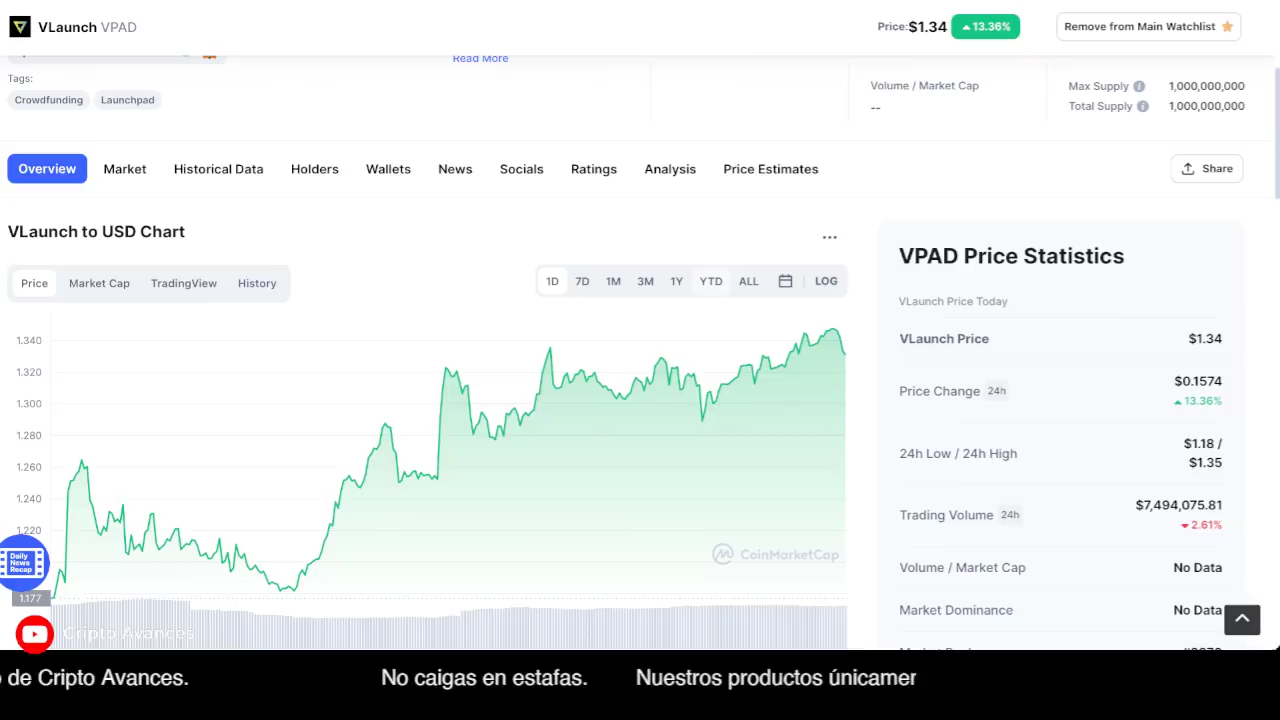 VLaunch VPAD
Price:$1.34 13.36%
Remove from Main Watchlist
Read More
Tags:
Crowdfunding Launchpad
Volume / Market Cap
--
Max Supply 1,000,000,000
Total Supply 1,000,000,000
Overview Market Historical Data Holders Wallets News Socials Ratings Analysis Price Estimates
Share
VLaunch to USD Chart
Price Market Cap TradingView History
1D 7D 1M 3M 1Y YTD ALL LOG
1.340
1.320
1.300
1.280
1.260
1.240
1.220
1.177
CoinMarketCap
VPAD Price Statistics
VLaunch Price Today
VLaunch Price $1.34
Price Change 24h $0.1574
13.36%
24h Low / 24h High $1.18 /
$1.35
Trading Volume 24h $7,494,075.81
2.61%
Volume / Market Cap No Data
Market Dominance No Data
Daily
News
Recap
Cripto Avances
de Cripto Avances. No caigas en estafas. Nuestros productos únicamer